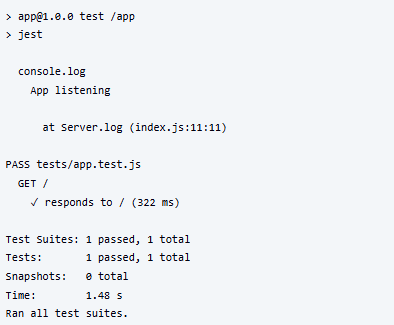 > app@1.0.0 test /app
> jest
console.log
App listening
at Server.log (index.js:11:11)
PASS tests/app.test.js
GET /
✓ responds to / (322 ms)
Test Suites: 1 passed, 1 total
Tests:       1 passed, 1 total
Snapshots:   0 total
Time:        1.48 s
Ran all test suites.